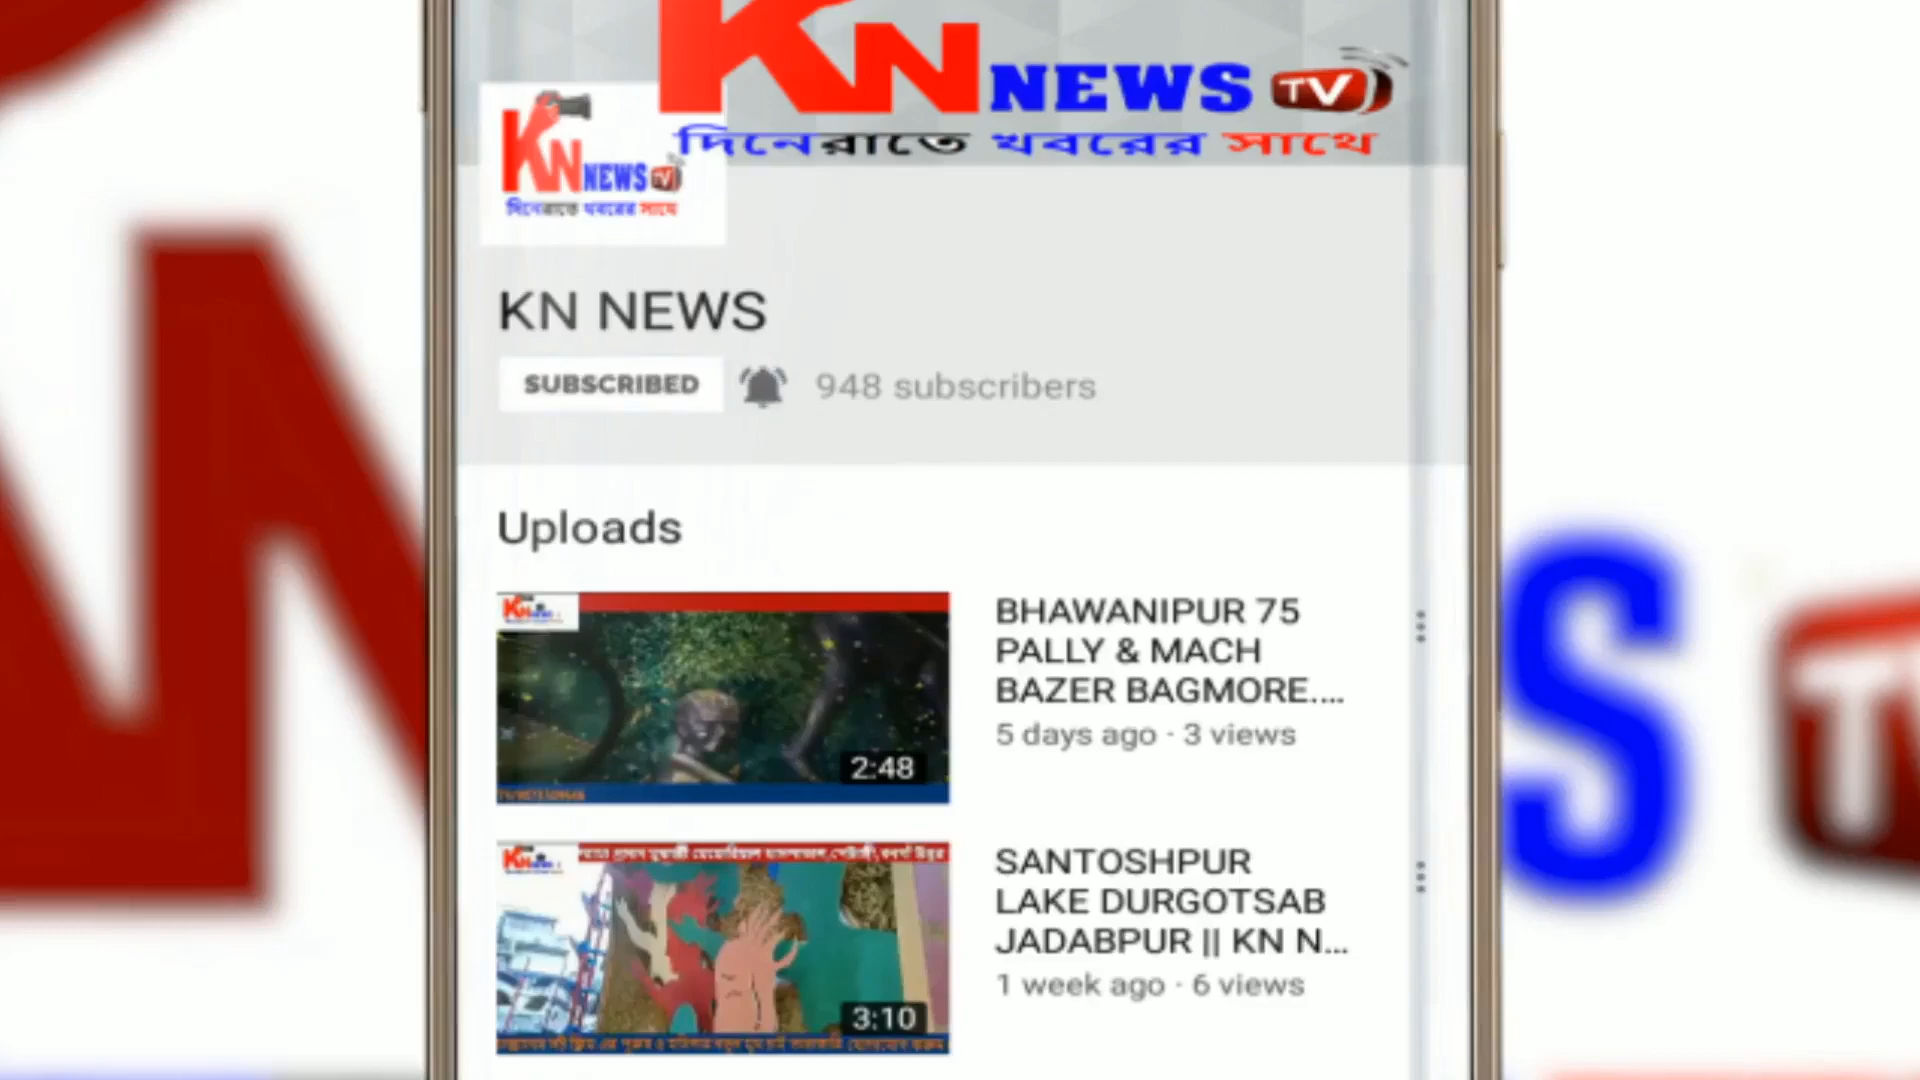 KN NEWS TV
দিনেরাতে খবরের সাথে
KN NEWS TV
দিনেরাতে খবরের সাথে
KN NEWS
SUBSCRIBED 948 subscribers
Uploads
BHAWANIPUR 75
PALLY & MACH
BAZER BAGMORE....
5 days ago · 3 views
2:48
SANTOSHPUR
LAKE DURGOTSAB
JADABPUR || KN N...
1 week ago · 6 views
3:10
N
S
TV